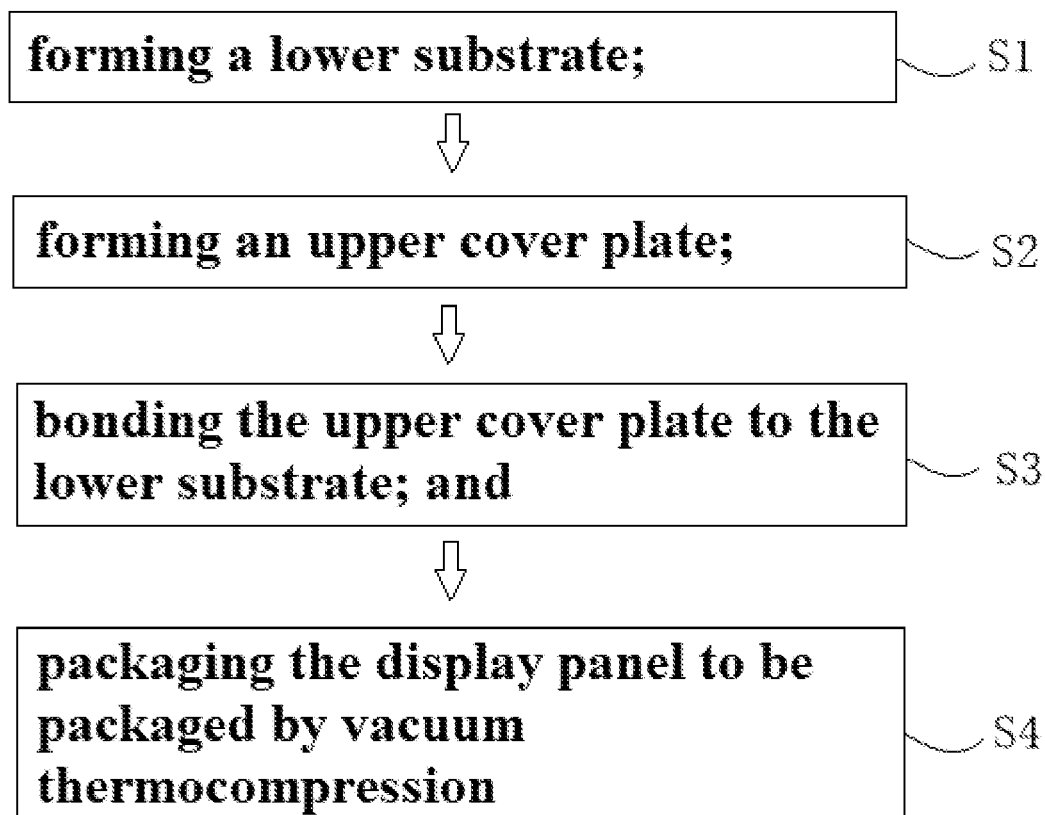 forming a lower substrate;
S1
forming an upper cover plate;
S2
bonding the upper cover plate to the
lower substrate; and
S3
packaging the display panel to be
packaged by vacuum
thermocompression
S4